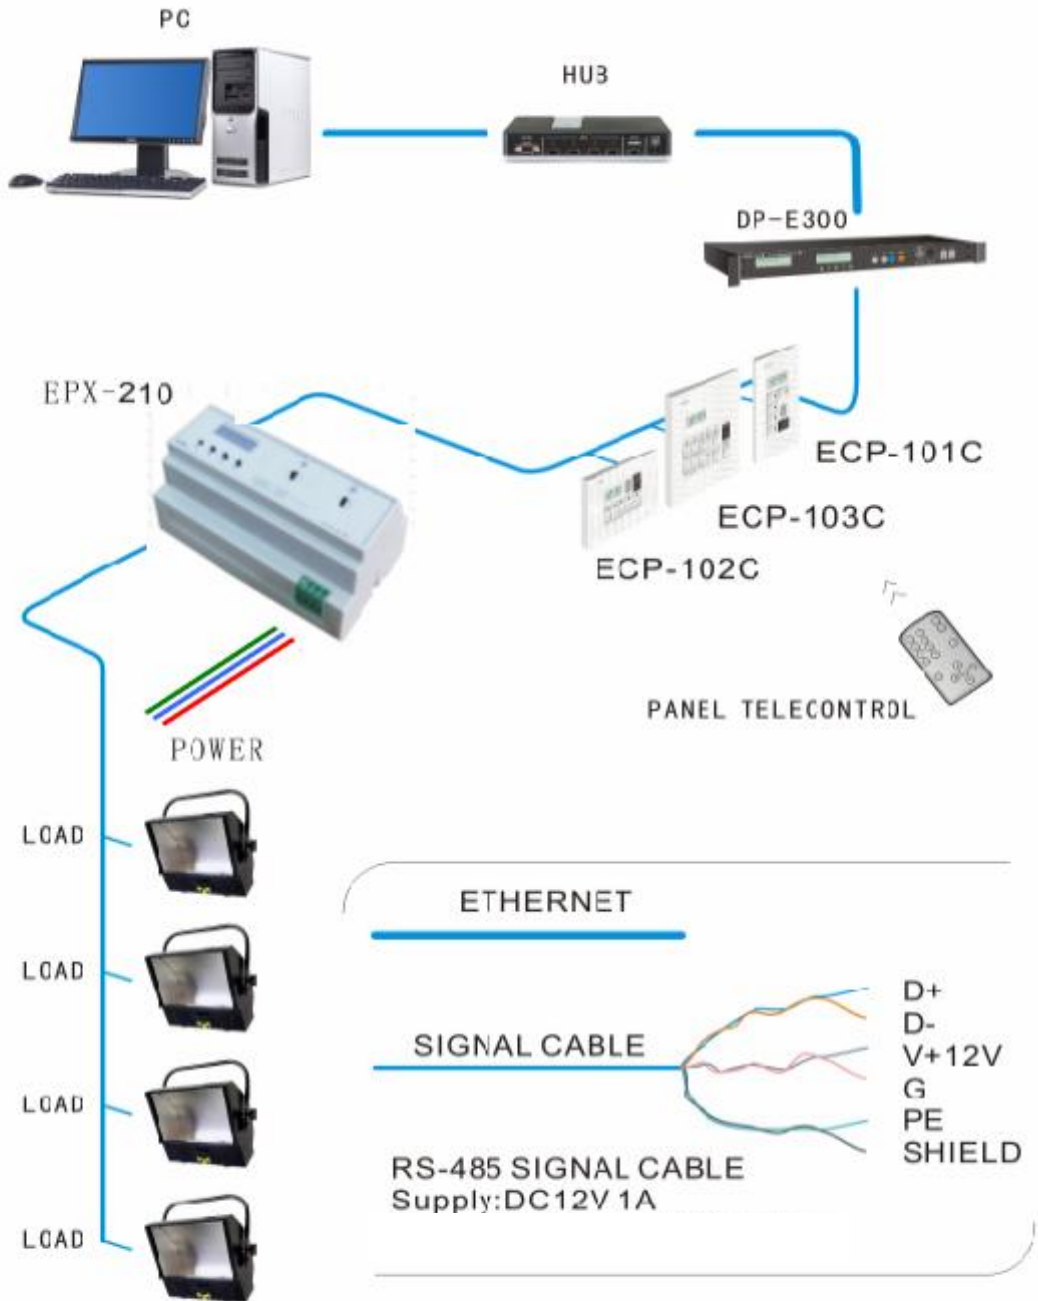 PC
HUB
DP-E300
EPX-210
ECP-101C
ECP-103C
ECP-102C
PANEL TELECONTROL
POWER
LOAD
LOAD
LOAD
LOAD
ETHERNET
SIGNAL CABLE
D+
D-
V+12V
G
PE
SHIELD
RS-485 SIGNAL CABLE
Supply:DC12V 1A